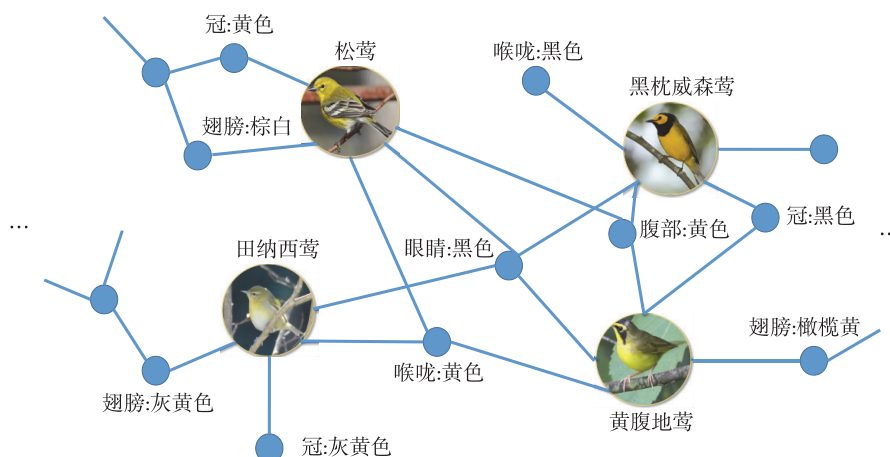 冠:黄色
松莺
喉咙:黑色
黑枕威森莺
翅膀:棕白
...
田纳西莺
眼睛:黑色
腹部:黄色
冠:黑色
...
翅膀:橄榄黄
喉咙:黄色
翅膀:灰黄色
黄腹地莺
冠:灰黄色